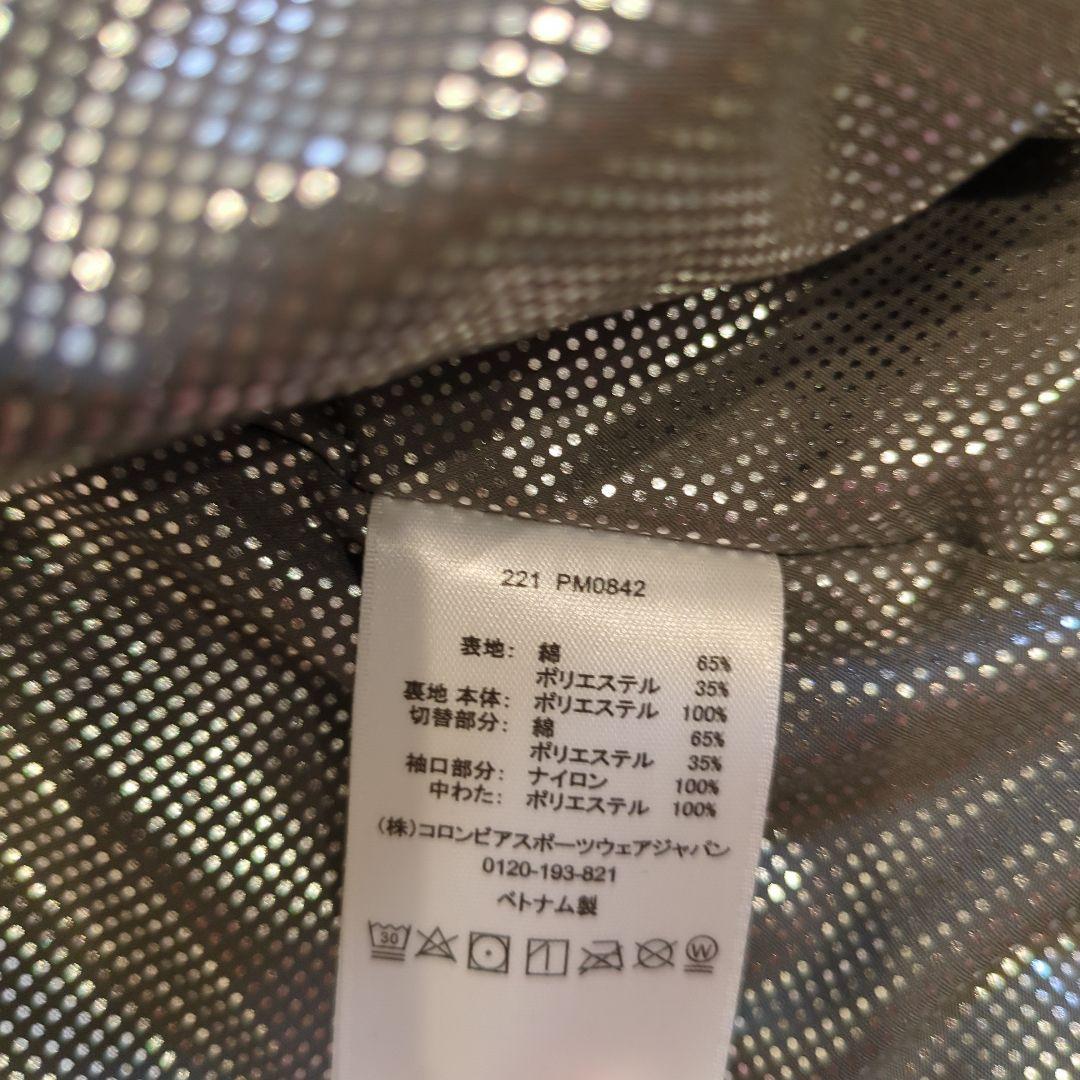 221 PM0842
表地: 綿 65%
ポリエステル 35%
裏地 本体: ポリエステル 100%
切替部分: 綿 65%
ポリエステル 35%
袖口部分: ナイロン 100%
中わた: ポリエステル 100%
(株)コロンビアスポーツウェアジャパン
0120-193-821
ベトナム製
30 W